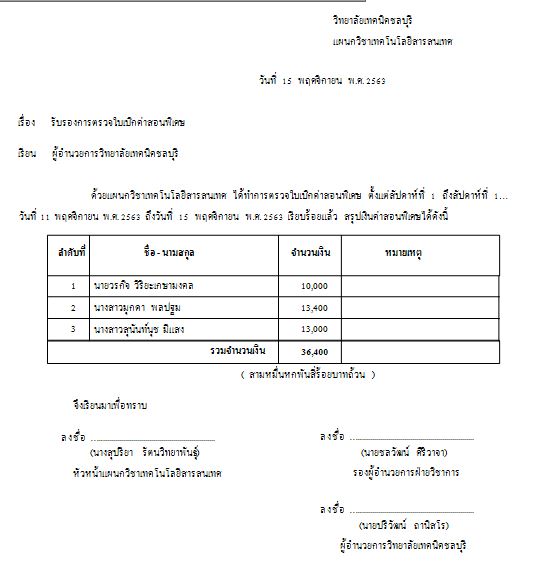 วิทยาลัยเทคนิคชลบุรี
แผนกวิชาเทคโนโลยีสารสนเทศ
วันที่ 15 พฤศจิกายน พ.ศ.2563
เรื่อง รับรองการตรวจใบเบิกค่าสอนพิเศษ
เรียน ผู้อำนวยการวิทยาลัยเทคนิคชลบุรี
ด้วยแผนกวิชาเทคโนโลยีสารสนเทศ ได้ทำการตรวจใบเบิกค่าสอนพิเศษ ตั้งแต่สัปดาห์ที่ 1 ถึงสัปดาห์ที่ 1...
วันที่ 11 พฤศจิกายน พ.ศ.2563 ถึงวันที่ 15 พฤศจิกายน พ.ศ.2563 เรียบร้อยแล้ว สรุปเงินค่าสอนพิเศษได้ดังนี้
ลำดับที่ ชื่อ-นามสกุล จำนวนเงิน หมายเหตุ
1 นายวรกิจ วิริยะเกษามงคล 10,000
2 นางสาวมุกดา พลปฐม 13,400
3 นางสาวสุนันท์นุช มีแสง 13,000
รวมจำนวนเงิน 36,400
( สามหมื่นหกพันสี่ร้อยบาทถ้วน )
จึงเรียนมาเพื่อทราบ
ลงชื่อ ........................................ ลงชื่อ ........................................
(นางสุปรียา รัตนวิทยาพันธุ์) (นายชลวัฒน์ ศิริวาจา)
หัวหน้าแผนกวิชาเทคโนโลยีสารสนเทศ รองผู้อำนวยการฝ่ายวิชาการ
ลงชื่อ ........................................
(นายปริวัฒน์ ถานิสโร)
ผู้อำนวยการวิทยาลัยเทคนิคชลบุรี